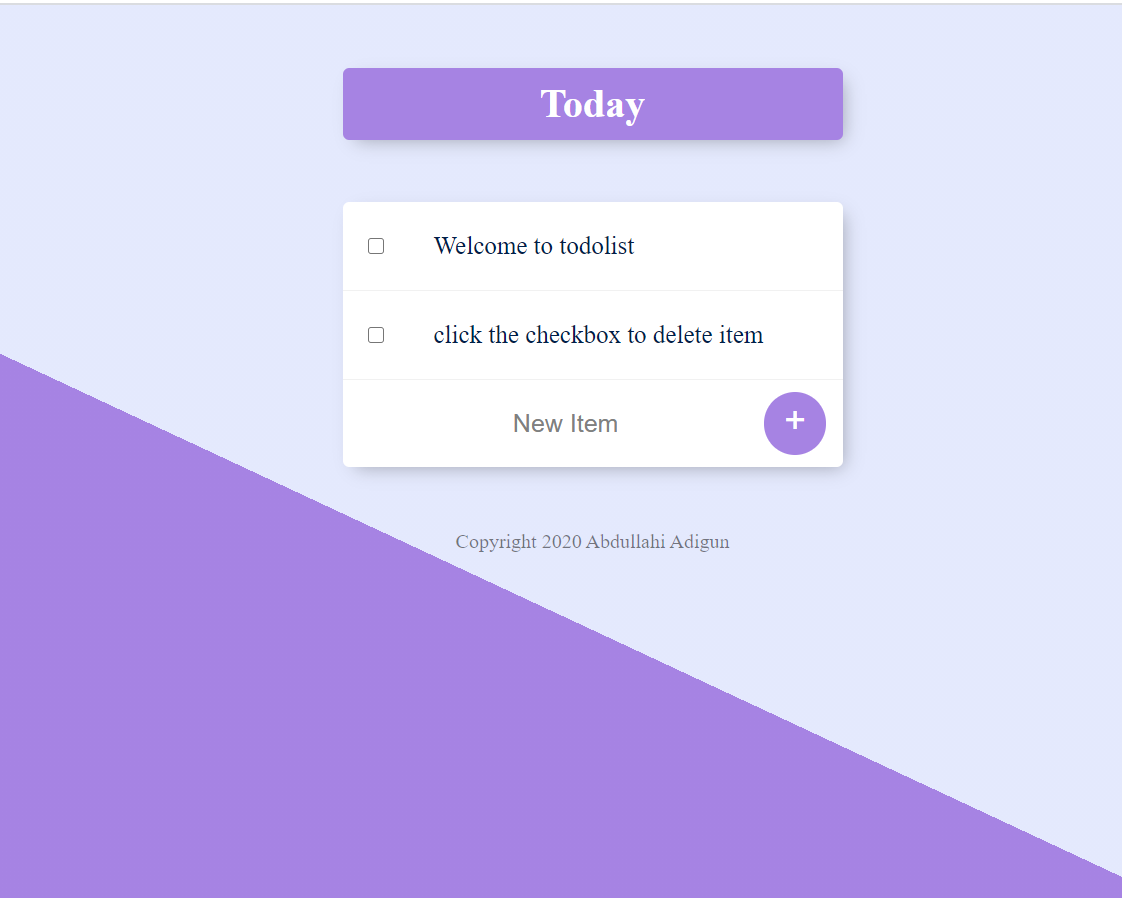 Today
Welcome to todolist
click the checkbox to delete item
New Item
+
Copyright 2020 Abdullahi Adigun